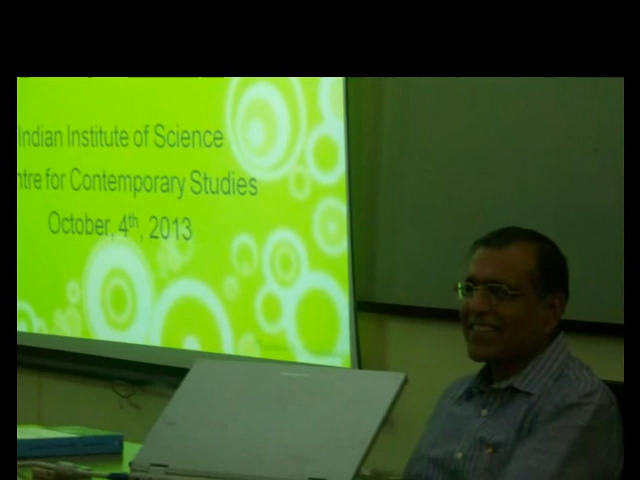 Indian Institute of Science
ntre for Contemporary Studies
October, 4th, 2013